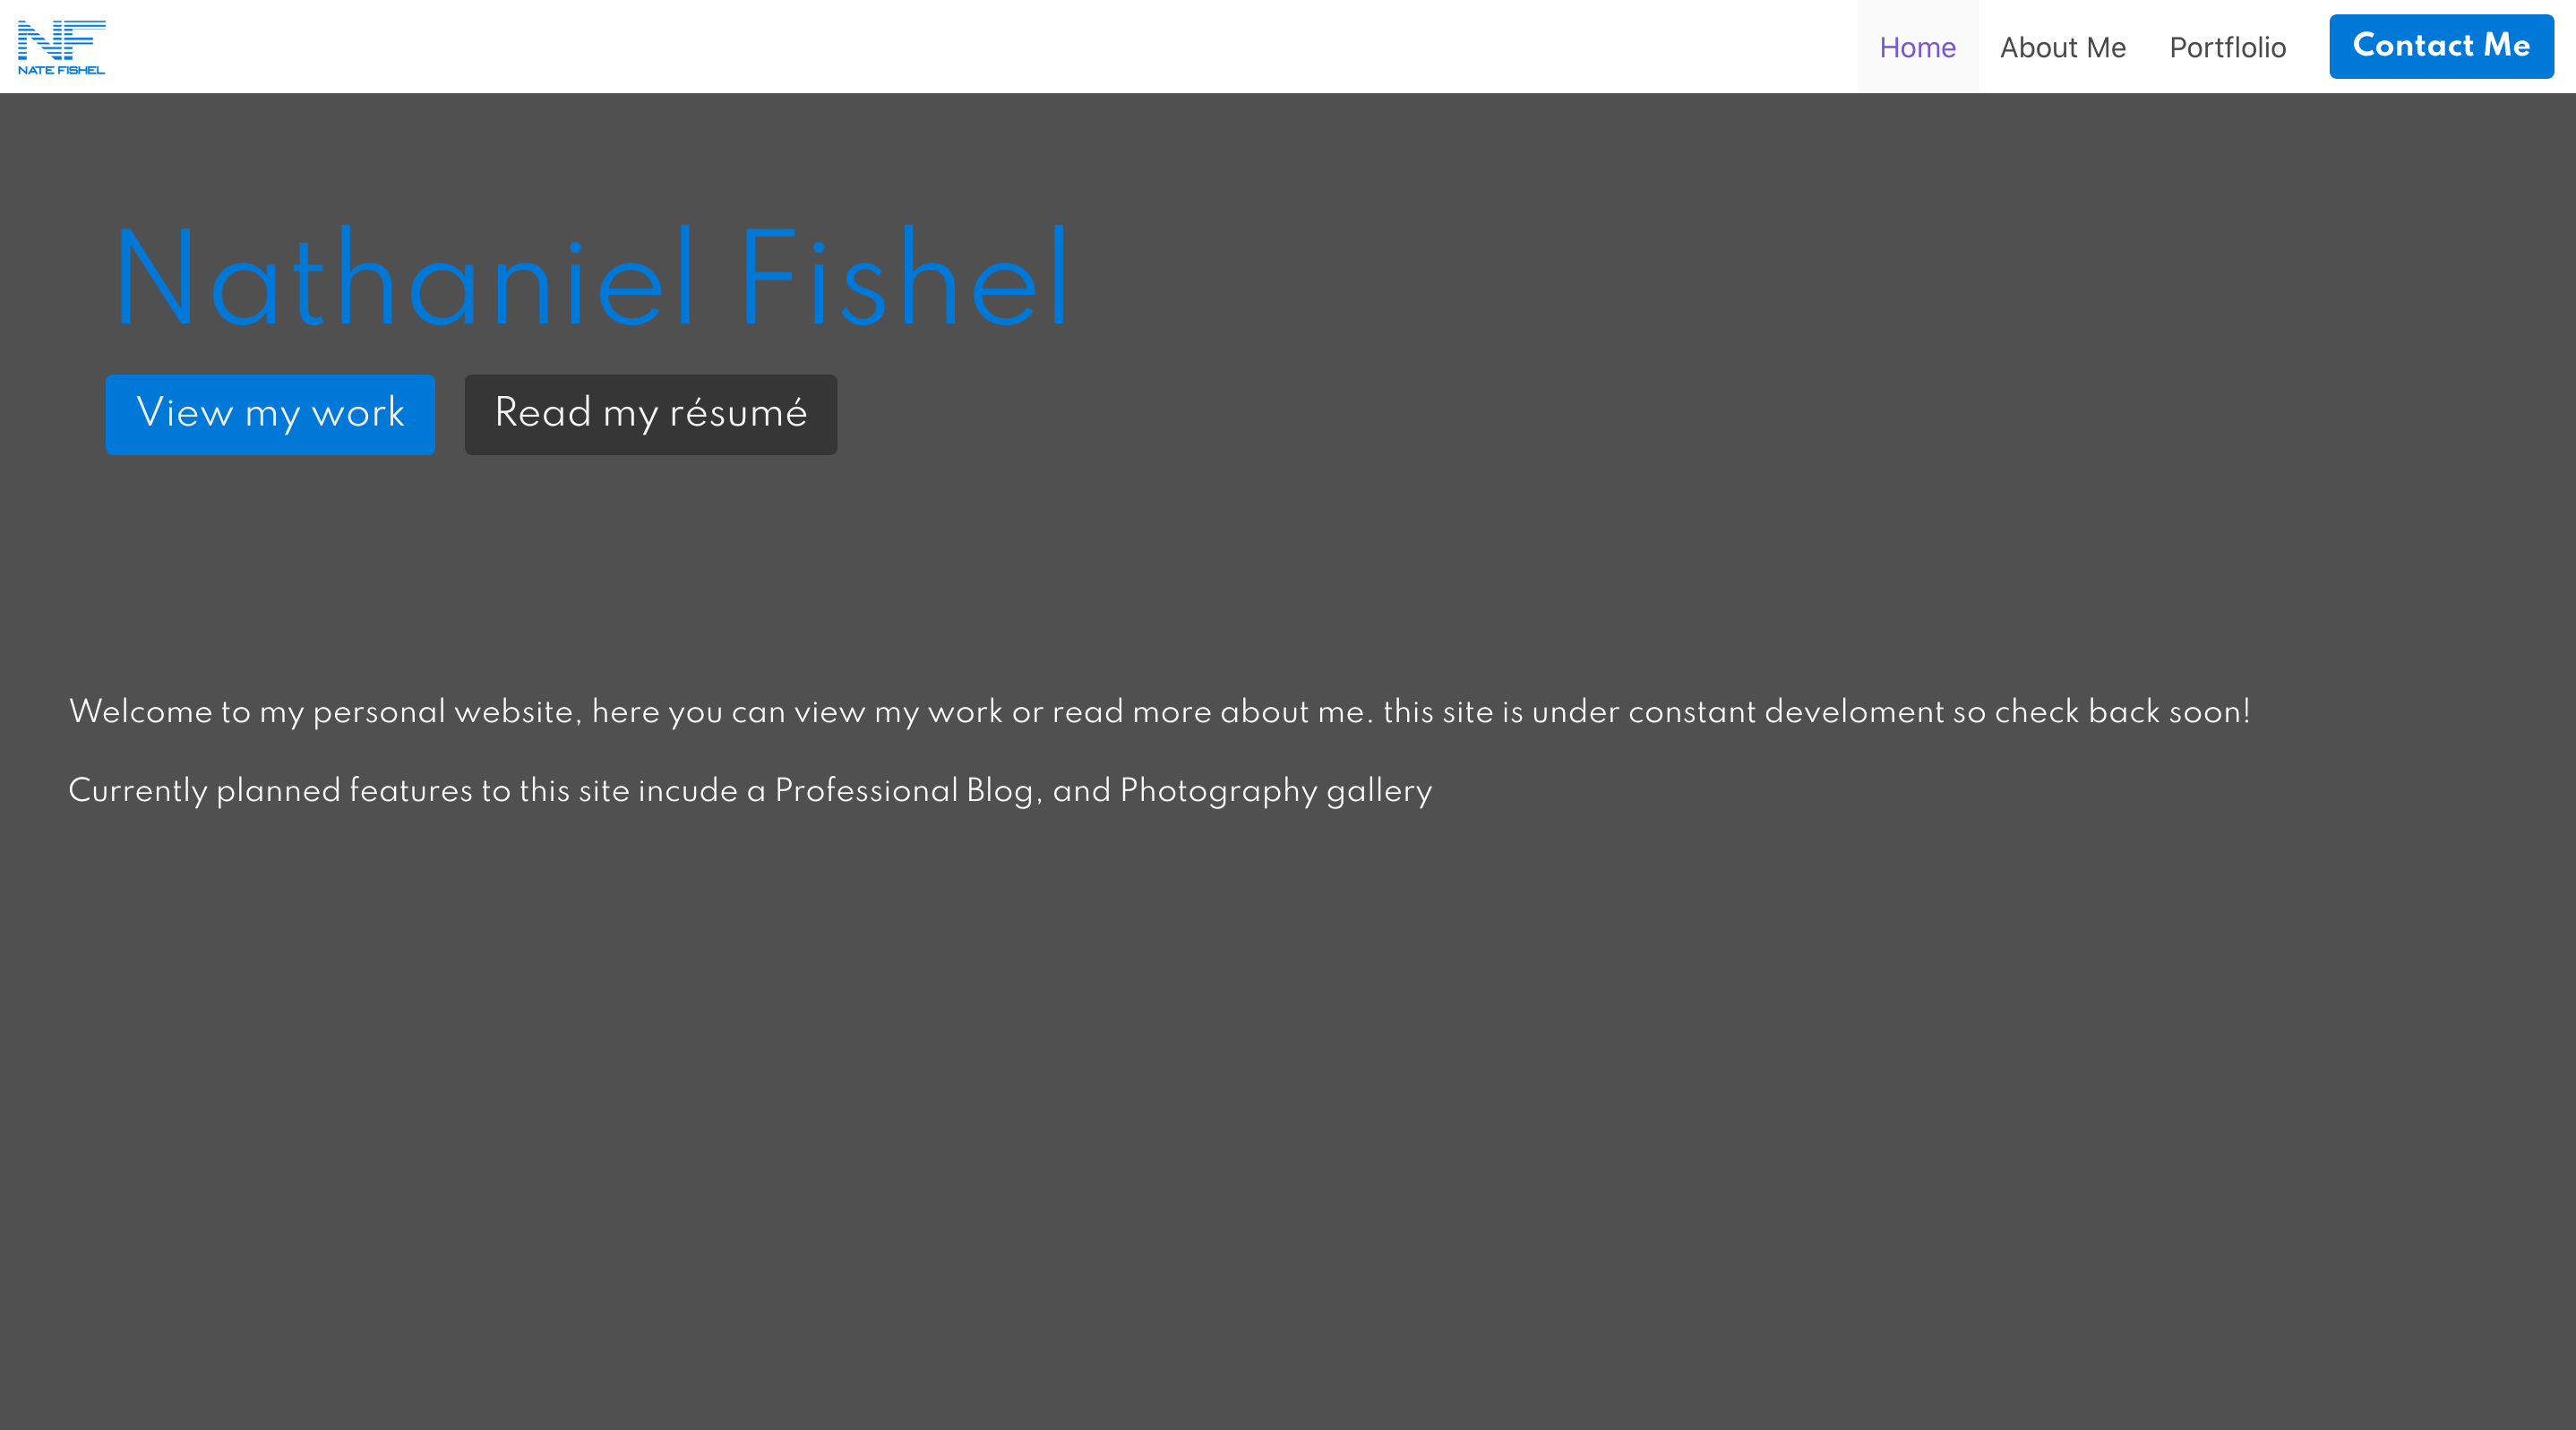 NF
NATE FISHEL
Home
About Me
Portflolio
Contact Me
Nathaniel Fishel
View my work
Read my résumé
Welcome to my personal website, here you can view my work or read more about me. this site is under constant develoment so check back soon!
Currently planned features to this site incude a Professional Blog, and Photography gallery